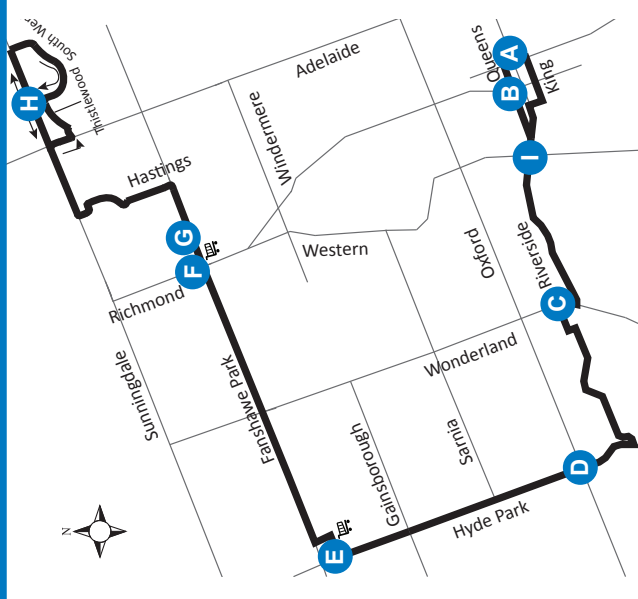 South Wen
Thistlewood
H
Adelaide
Queens
A
B
King
Hastings
Windermere
I
G
F
Western
Richmond
Oxford
Riverside
C
Sunningdale
Fanshawe Park
Wonderland
N
Gainsborough
Sarnia
D
Hyde Park
E